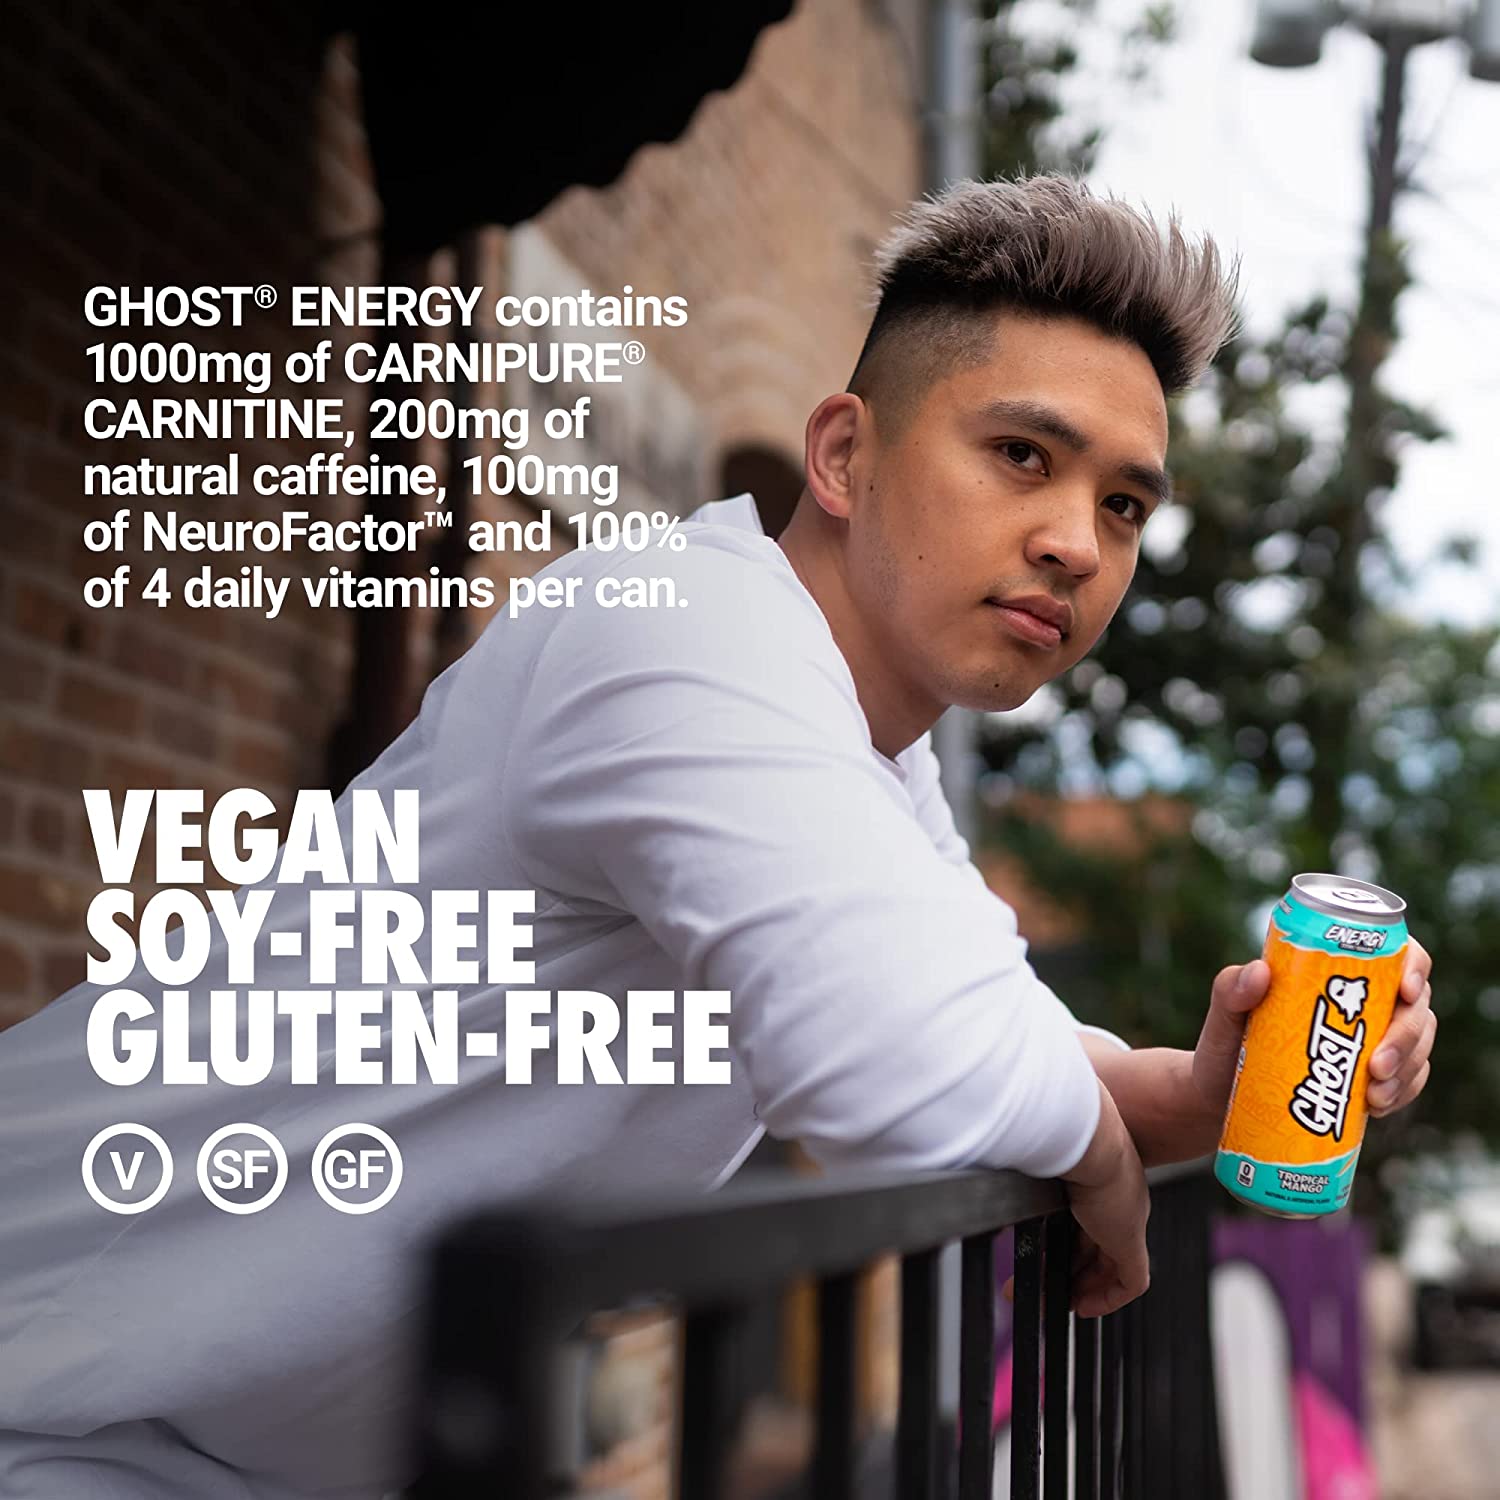 GHOST® ENERGY contains
1000mg of CARNIPURE®
CARNITINE, 200mg of
natural caffeine, 100mg
of NeuroFactor™ and 100%
of 4 daily vitamins per can.
VEGAN
SOY-FREE
GLUTEN-FREE
V SF GF
ENERGY
GHOST
0
TROPICAL
MANGO